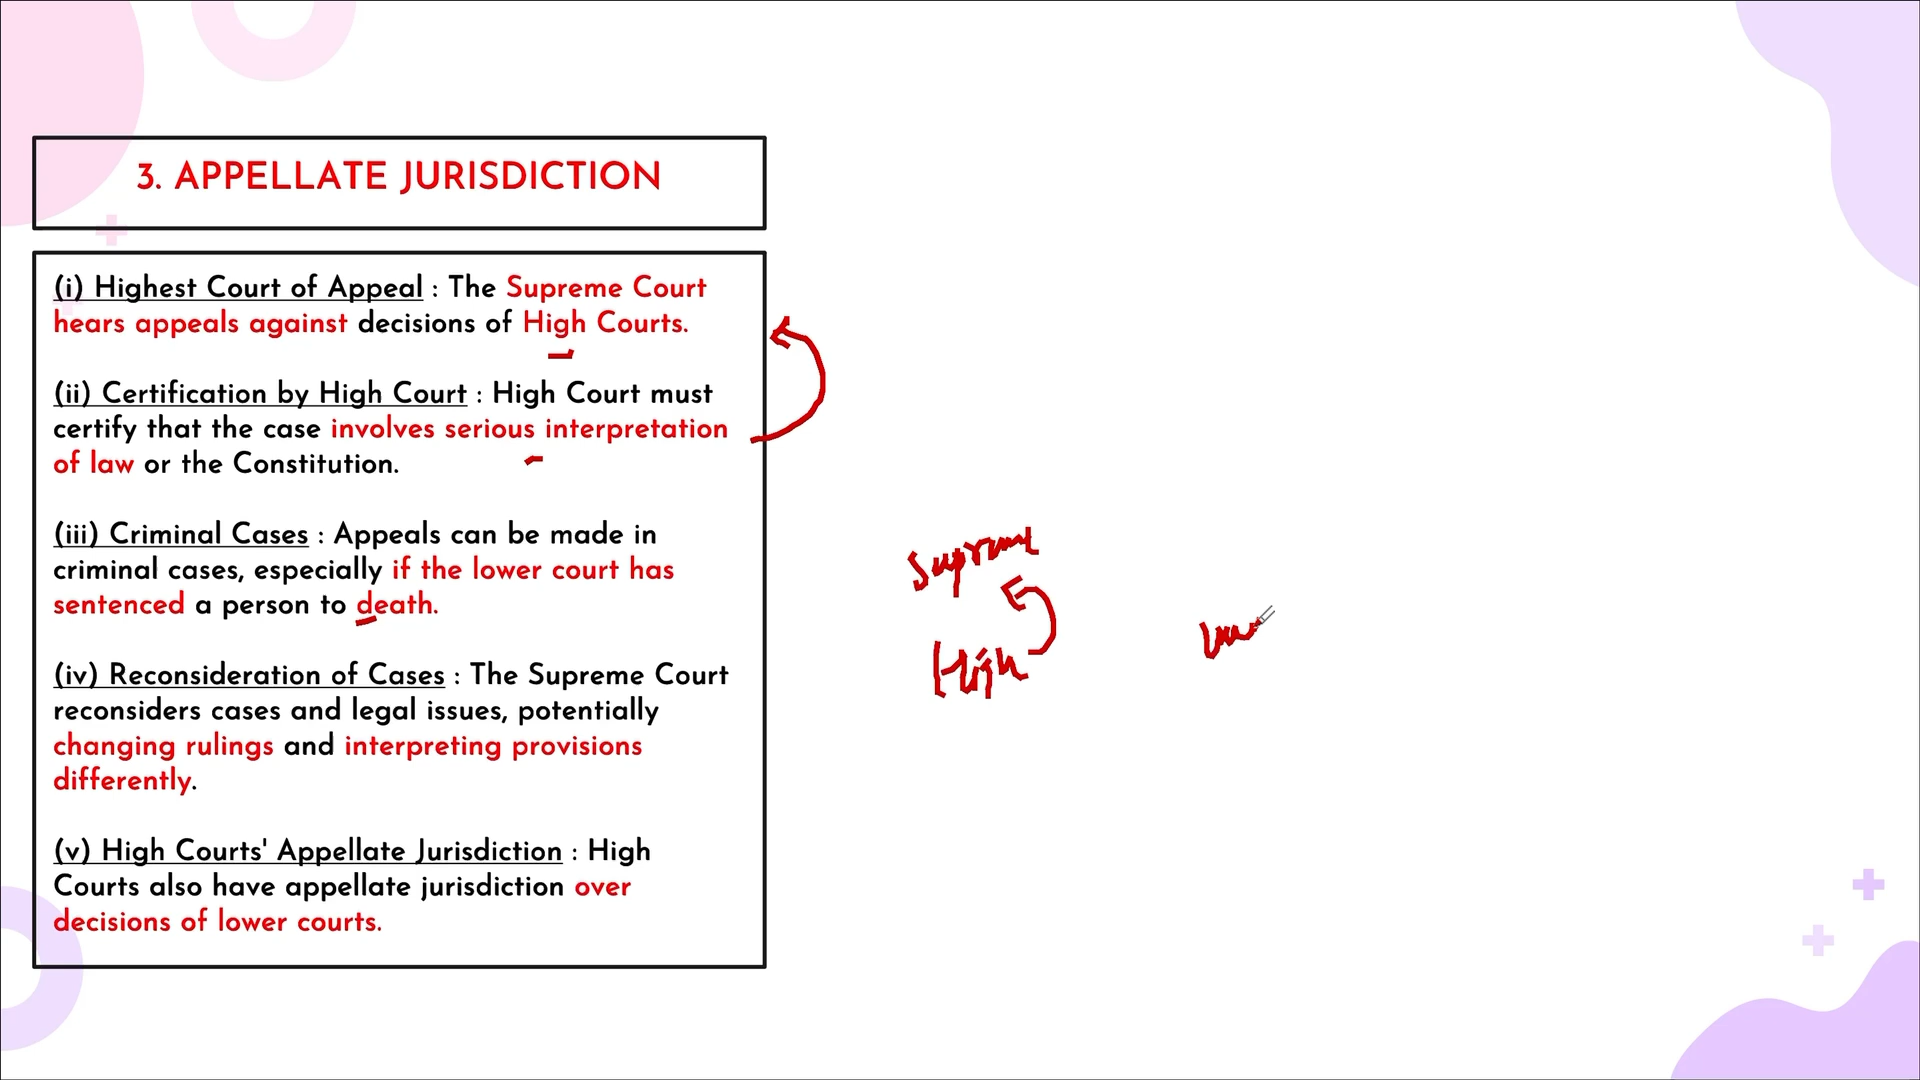 3. APPELLATE JURISDICTION
(i) Highest Court of Appeal : The Supreme Court
hears appeals against decisions of High Courts.
(ii) Certification by High Court : High Court must
certify that the case involves serious interpretation
of law or the Constitution.
(iii) Criminal Cases : Appeals can be made in
criminal cases, especially if the lower court has
sentenced a person to death.
(iv) Reconsideration of Cases : The Supreme Court
reconsiders cases and legal issues, potentially
changing rulings and interpreting provisions
differently.
(v) High Courts' Appellate Jurisdiction : High
Courts also have appellate jurisdiction over
decisions of lower courts.
Supreme
High